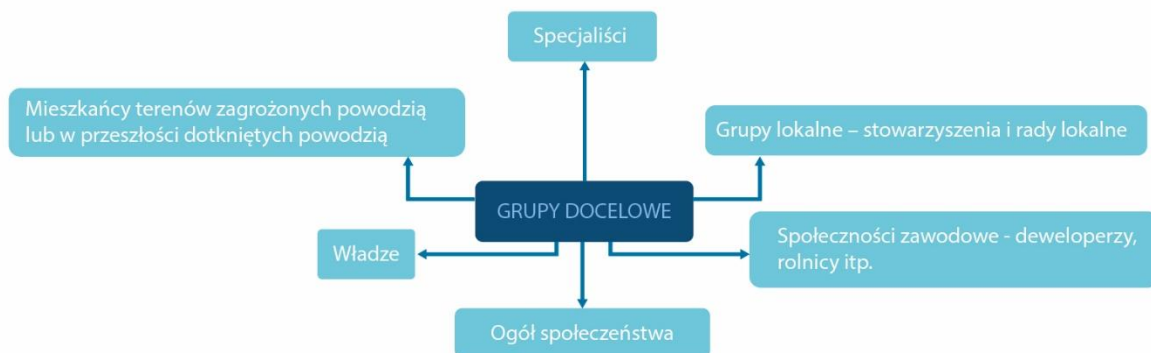 Specjaliści
Mieszkańcy terenów zagrożonych powodzią
lub w przeszłości dotkniętych powodzią
Grupy lokalne – stowarzyszenia i rady lokalne
GRUPY DOCELOWE
Władze
Społeczności zawodowe - deweloperzy,
rolnicy itp.
Ogół społeczeństwa